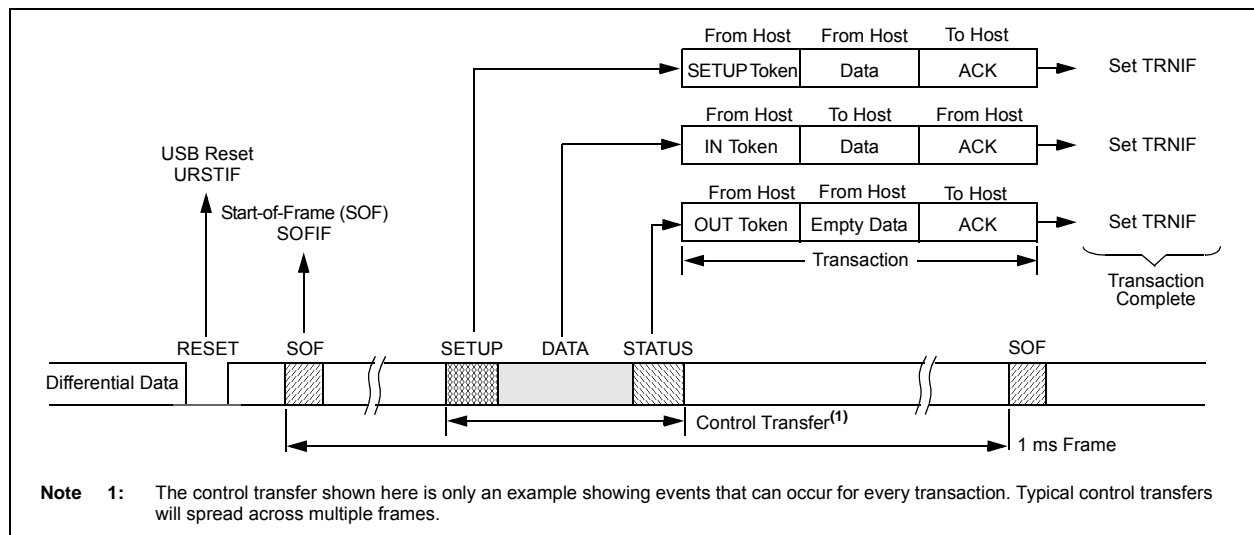 From Host From Host To Host
SETUP Token Data ACK Set TRNIF
From Host To Host From Host
IN Token Data ACK Set TRNIF
USB Reset
URSTIF
From Host From Host To Host
Start-of-Frame (SOF)
SOFIF
OUT Token Empty Data ACK Set TRNIF
Transaction
Transaction
Complete
RESET SOF SETUP DATA STATUS SOF
Differential Data
Control Transfer(1)
1 ms Frame
Note 1: The control transfer shown here is only an example showing events that can occur for every transaction. Typical control transfers
will spread across multiple frames.